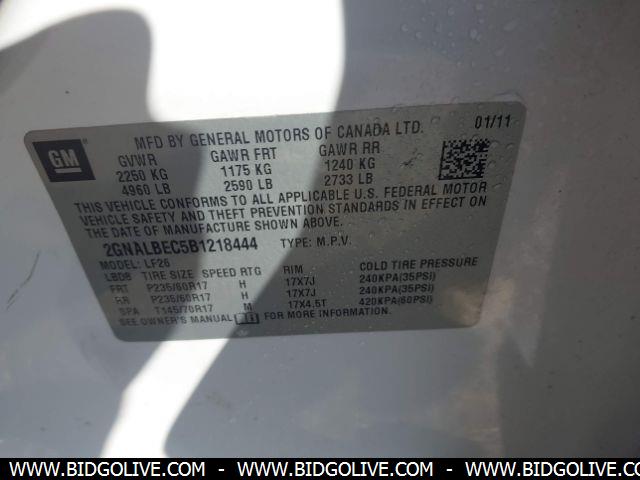 MFD BY GENERAL MOTORS OF CANADA LTD. 01/11
GM
GVWR GAWR FRT GAWR RR
2250 KG 1175 KG 1240 KG
4960 LB 2590 LB 2733 LB
THIS VEHICLE CONFORMS TO ALL APPLICABLE U.S. FEDERAL MOTOR
VEHICLE SAFETY AND THEFT PREVENTION STANDARDS IN EFFECT ON
THE DATE OF MANUFACTURE SHOWN ABOVE.
2GNALBEC5B1218444 TYPE: M.P.V.
MODEL: LF26
LBDB TIRE SIZE SPEED RTG RIM COLD TIRE PRESSURE
FRT P235/60R17 H 17X7J 240KPA(35PSI)
RR P235/60R17 H 17X7J 240KPA(35PSI)
SPA T145/70R17 M 17X4.5T 420KPA(60PSI)
SEE OWNER'S MANUAL FOR MORE INFORMATION.
WWW.BIDGOLIVE.COM - WWW.BIDGOLIVE.COM - WWW.BIDGOLIVE.COM